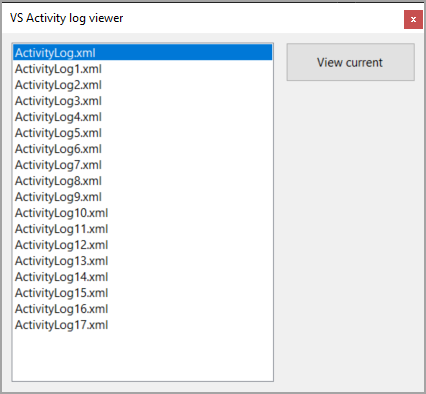 VS Activity log viewer
x
ActivityLog.xml
View current
ActivityLog1.xml
ActivityLog2.xml
ActivityLog3.xml
ActivityLog4.xml
ActivityLog5.xml
ActivityLog6.xml
ActivityLog7.xml
ActivityLog8.xml
ActivityLog9.xml
ActivityLog10.xml
ActivityLog11.xml
ActivityLog12.xml
ActivityLog13.xml
ActivityLog14.xml
ActivityLog15.xml
ActivityLog16.xml
ActivityLog17.xml